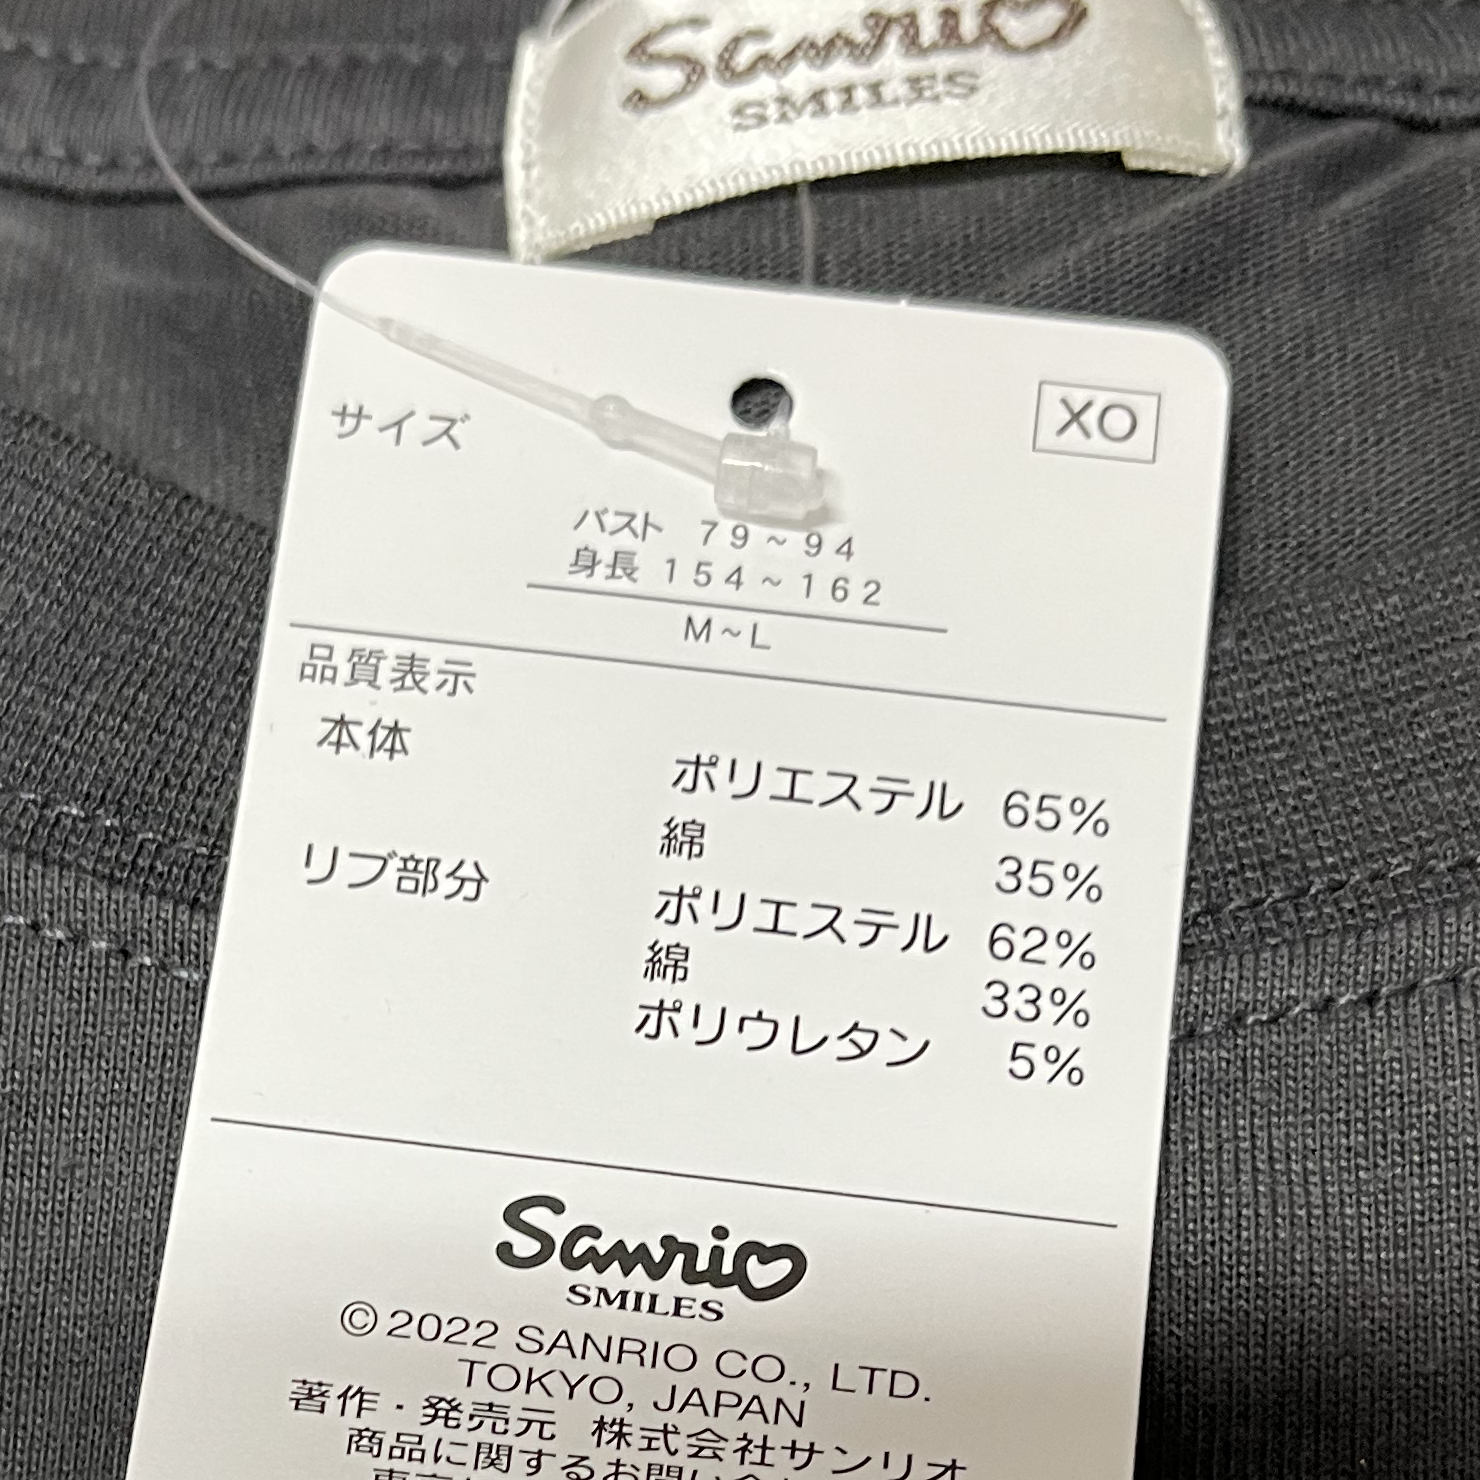 Sanrio
SMILES
サイズ
XO
バスト 79~94
身長 154~162
M~L
品質表示
本体
ポリエステル 65%
綿 35%
リブ部分
ポリエステル 62%
綿 33%
ポリウレタン 5%
Sanrio
SMILES
©2022 SANRIO CO., LTD.
TOKYO, JAPAN
著作・発売元 株式会社サンリオ
商品に関するお問い合